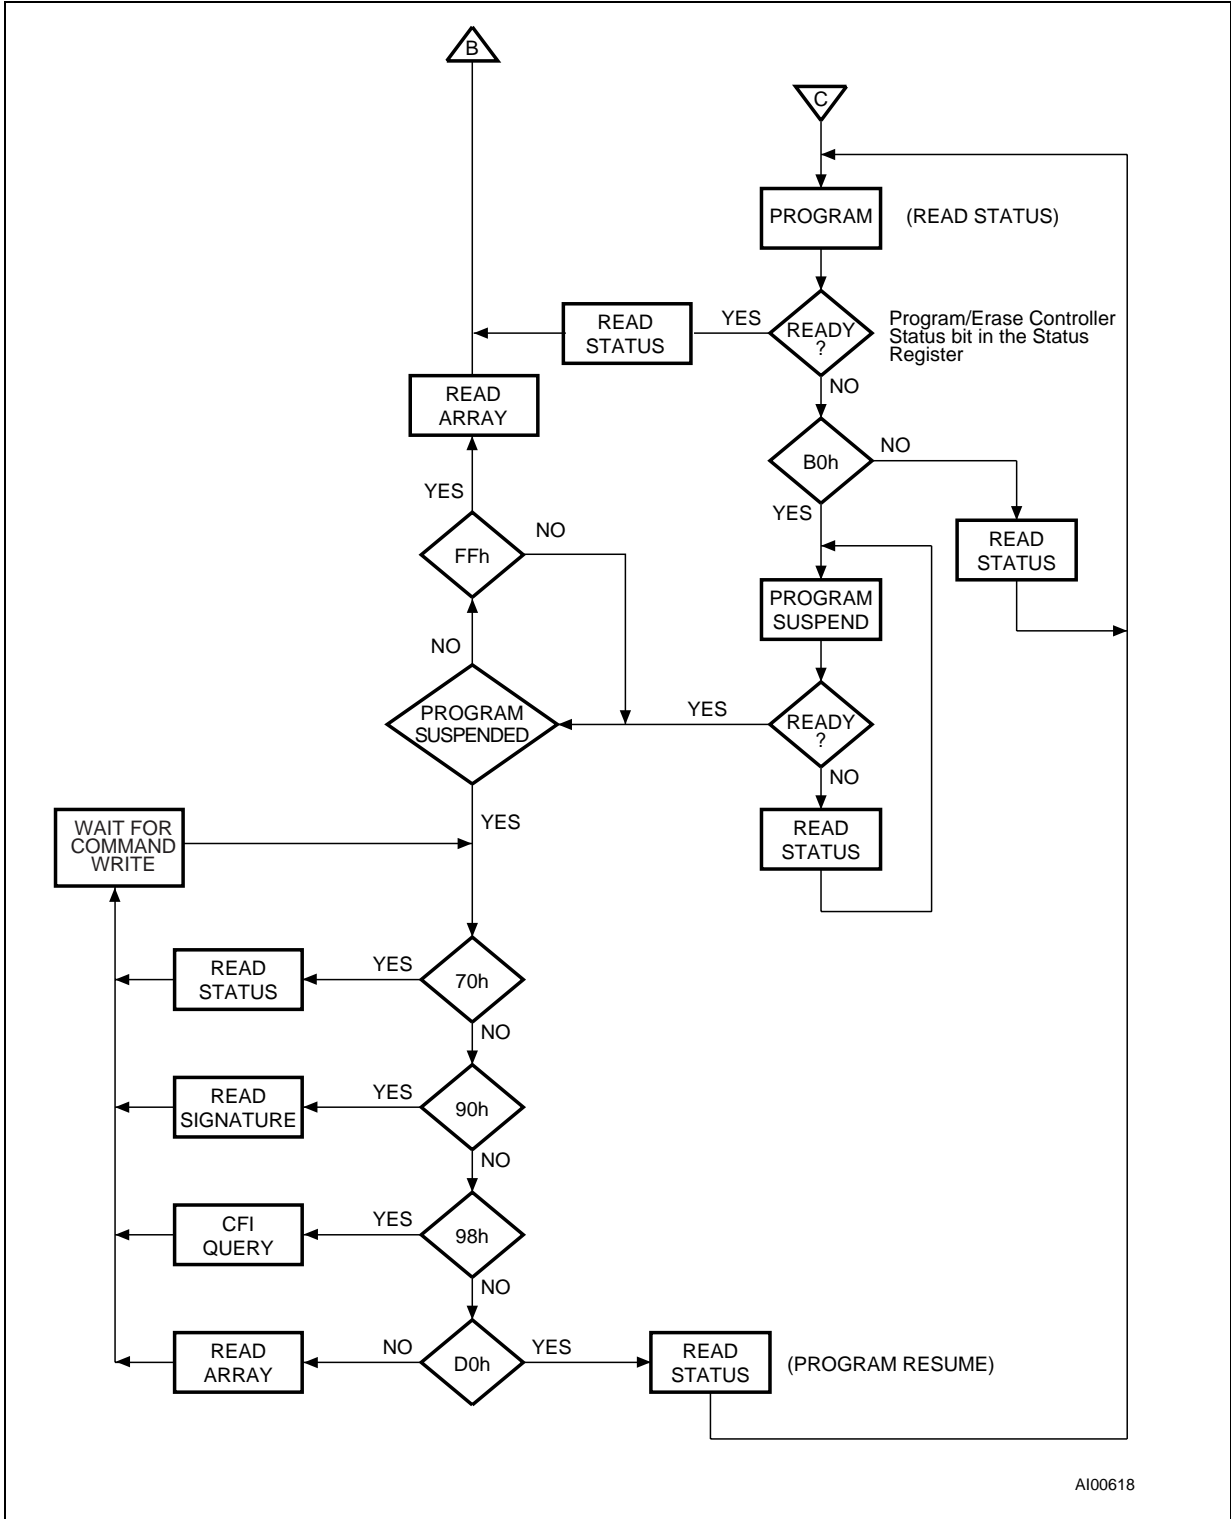 B
C
PROGRAM
(READ STATUS)
READ
STATUS
YES
READY
?
Program/Erase Controller
Status bit in the Status
Register
NO
READ
ARRAY
B0h
NO
YES
YES
FFh
NO
READ
STATUS
PROGRAM
SUSPEND
NO
PROGRAM
SUSPENDED
YES
READY
?
NO
YES
READ
STATUS
WAIT FOR
COMMAND
WRITE
READ
STATUS
YES
70h
NO
READ
SIGNATURE
YES
90h
NO
CFI
QUERY
YES
98h
NO
READ
ARRAY
NO
D0h
YES
READ
STATUS
(PROGRAM RESUME)
AI00618